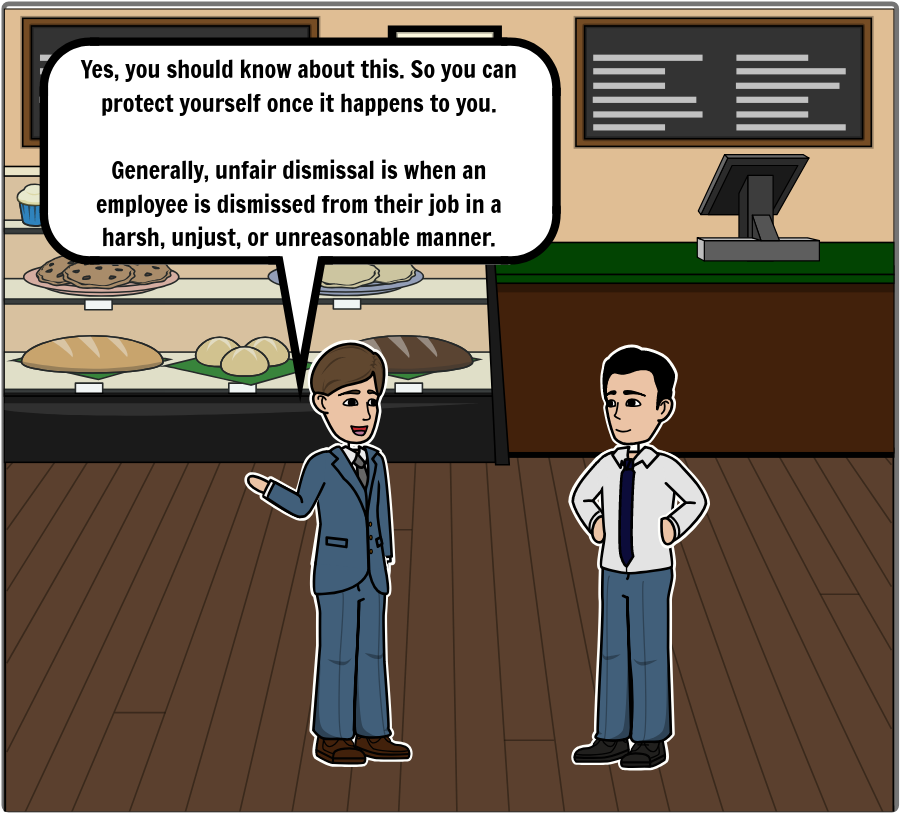 Yes, you should know about this. So you can
protect yourself once it happens to you.
Generally, unfair dismissal is when an
employee is dismissed from their job in a
harsh, unjust, or unreasonable manner.